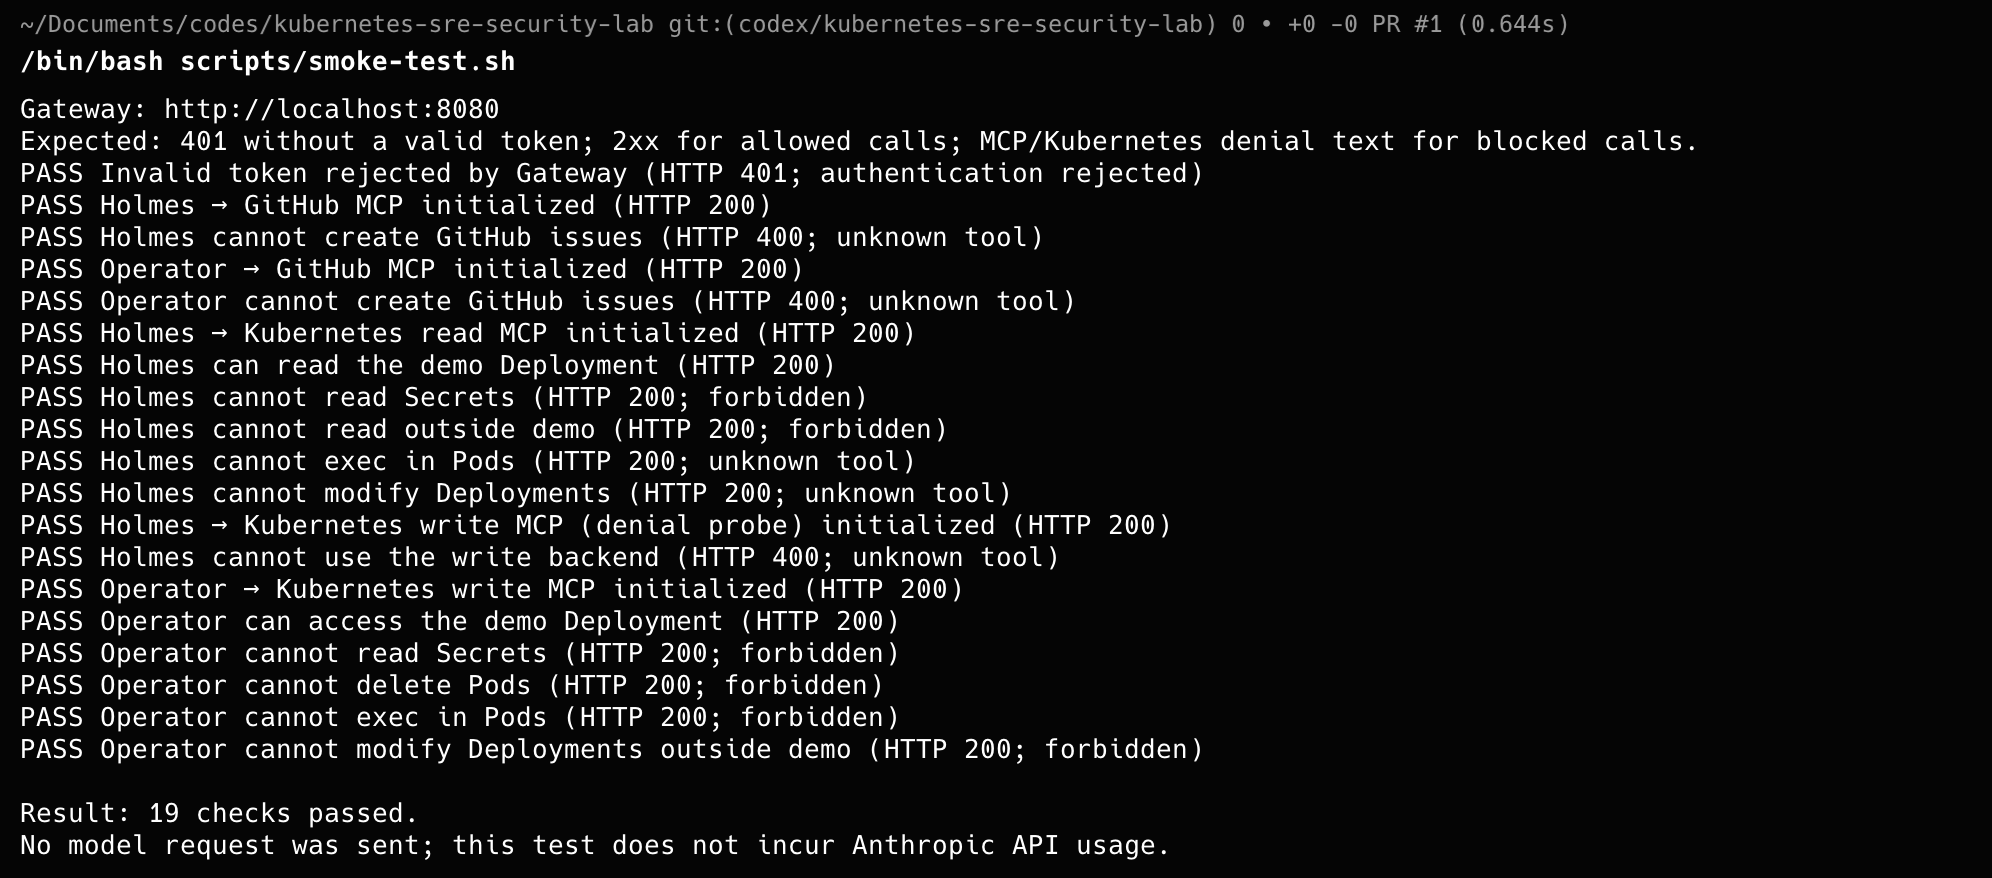 ~/Documents/codes/kubernetes-sre-security-lab git:(codex/kubernetes-sre-security-lab) 0 • +0 -0 PR #1 (0.644s)
/bin/bash scripts/smoke-test.sh
Gateway: http://localhost:8080
Expected: 401 without a valid token; 2xx for allowed calls; MCP/Kubernetes denial text for blocked calls.
PASS Invalid token rejected by Gateway (HTTP 401; authentication rejected)
PASS Holmes → GitHub MCP initialized (HTTP 200)
PASS Holmes cannot create GitHub issues (HTTP 400; unknown tool)
PASS Operator → GitHub MCP initialized (HTTP 200)
PASS Operator cannot create GitHub issues (HTTP 400; unknown tool)
PASS Holmes → Kubernetes read MCP initialized (HTTP 200)
PASS Holmes can read the demo Deployment (HTTP 200)
PASS Holmes cannot read Secrets (HTTP 200; forbidden)
PASS Holmes cannot read outside demo (HTTP 200; forbidden)
PASS Holmes cannot exec in Pods (HTTP 200; unknown tool)
PASS Holmes cannot modify Deployments (HTTP 200; unknown tool)
PASS Holmes → Kubernetes write MCP (denial probe) initialized (HTTP 200)
PASS Holmes cannot use the write backend (HTTP 400; unknown tool)
PASS Operator → Kubernetes write MCP initialized (HTTP 200)
PASS Operator can access the demo Deployment (HTTP 200)
PASS Operator cannot read Secrets (HTTP 200; forbidden)
PASS Operator cannot delete Pods (HTTP 200; forbidden)
PASS Operator cannot exec in Pods (HTTP 200; forbidden)
PASS Operator cannot modify Deployments outside demo (HTTP 200; forbidden)
Result: 19 checks passed.
No model request was sent; this test does not incur Anthropic API usage.